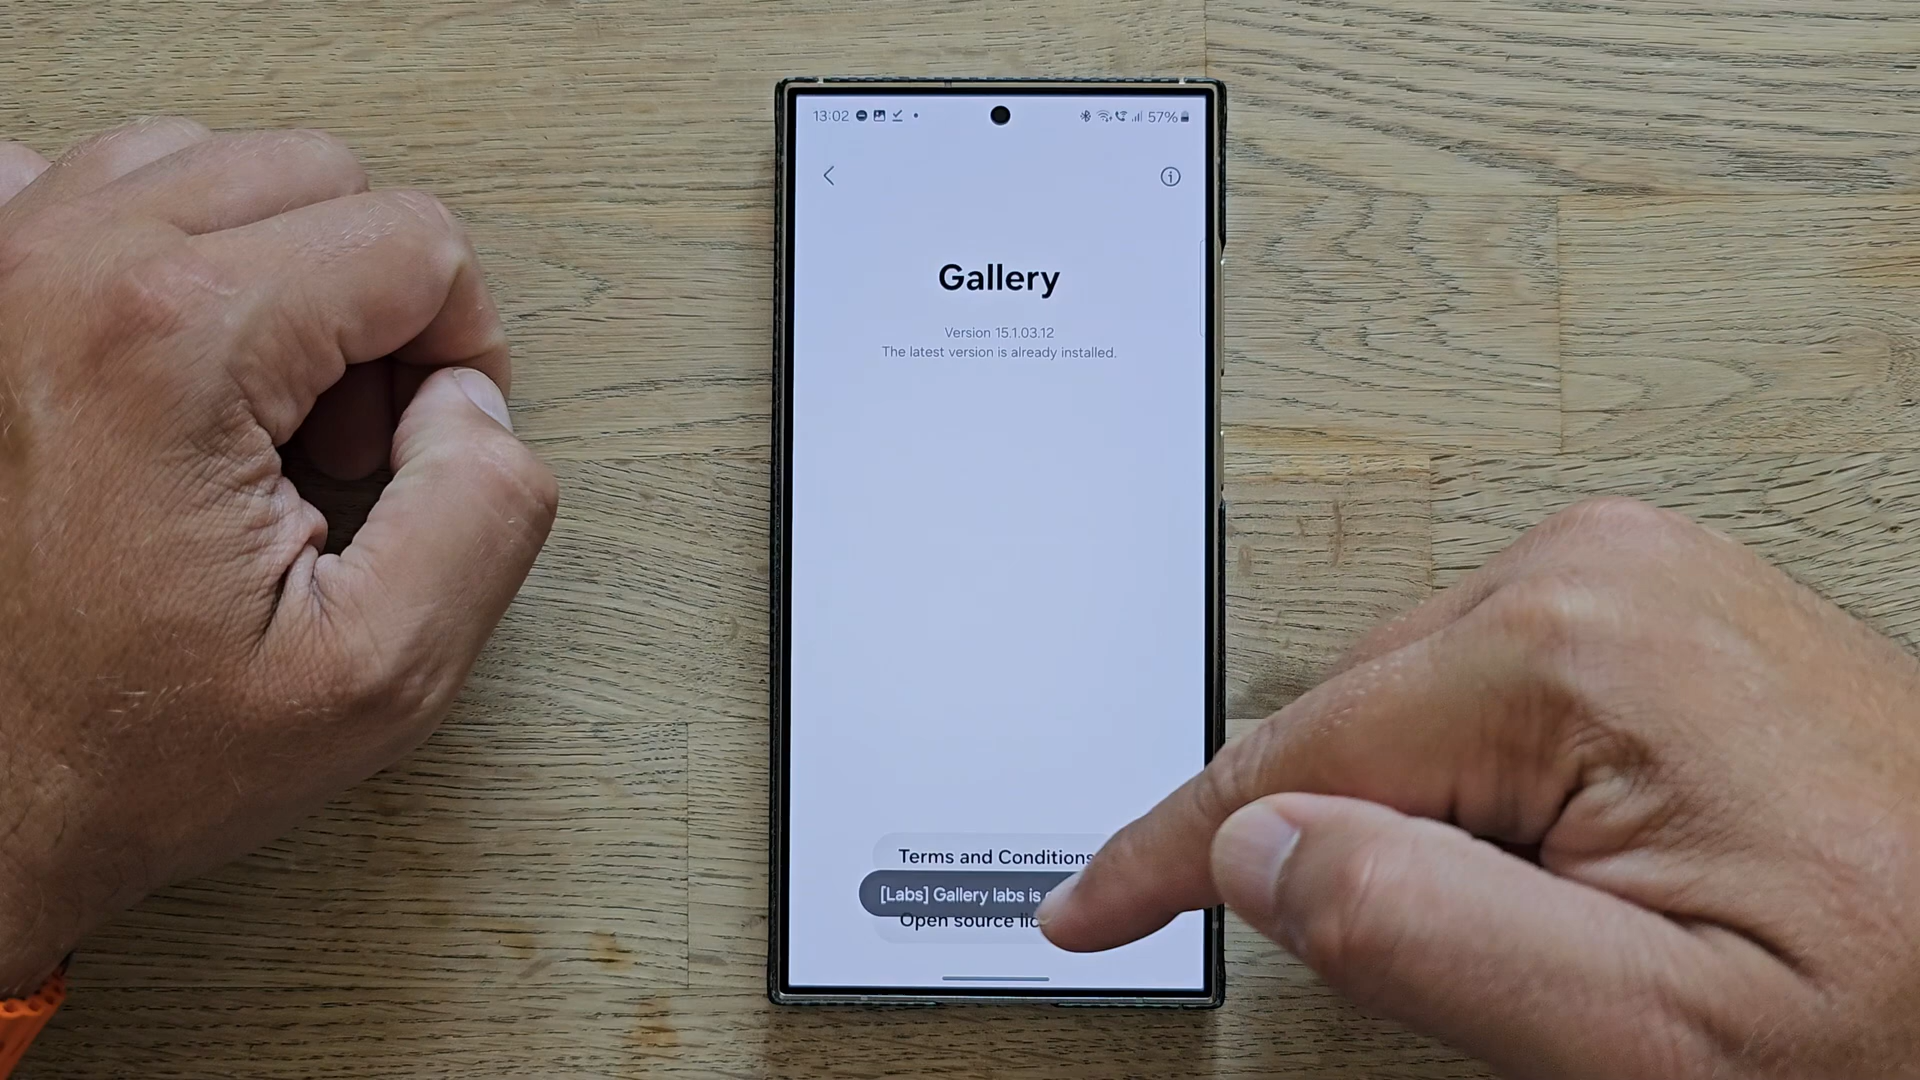 13:02
57%
Gallery
Version 15.1.03.12
The latest version is already installed.
Terms and Conditions
[Labs] Gallery labs is
Open source